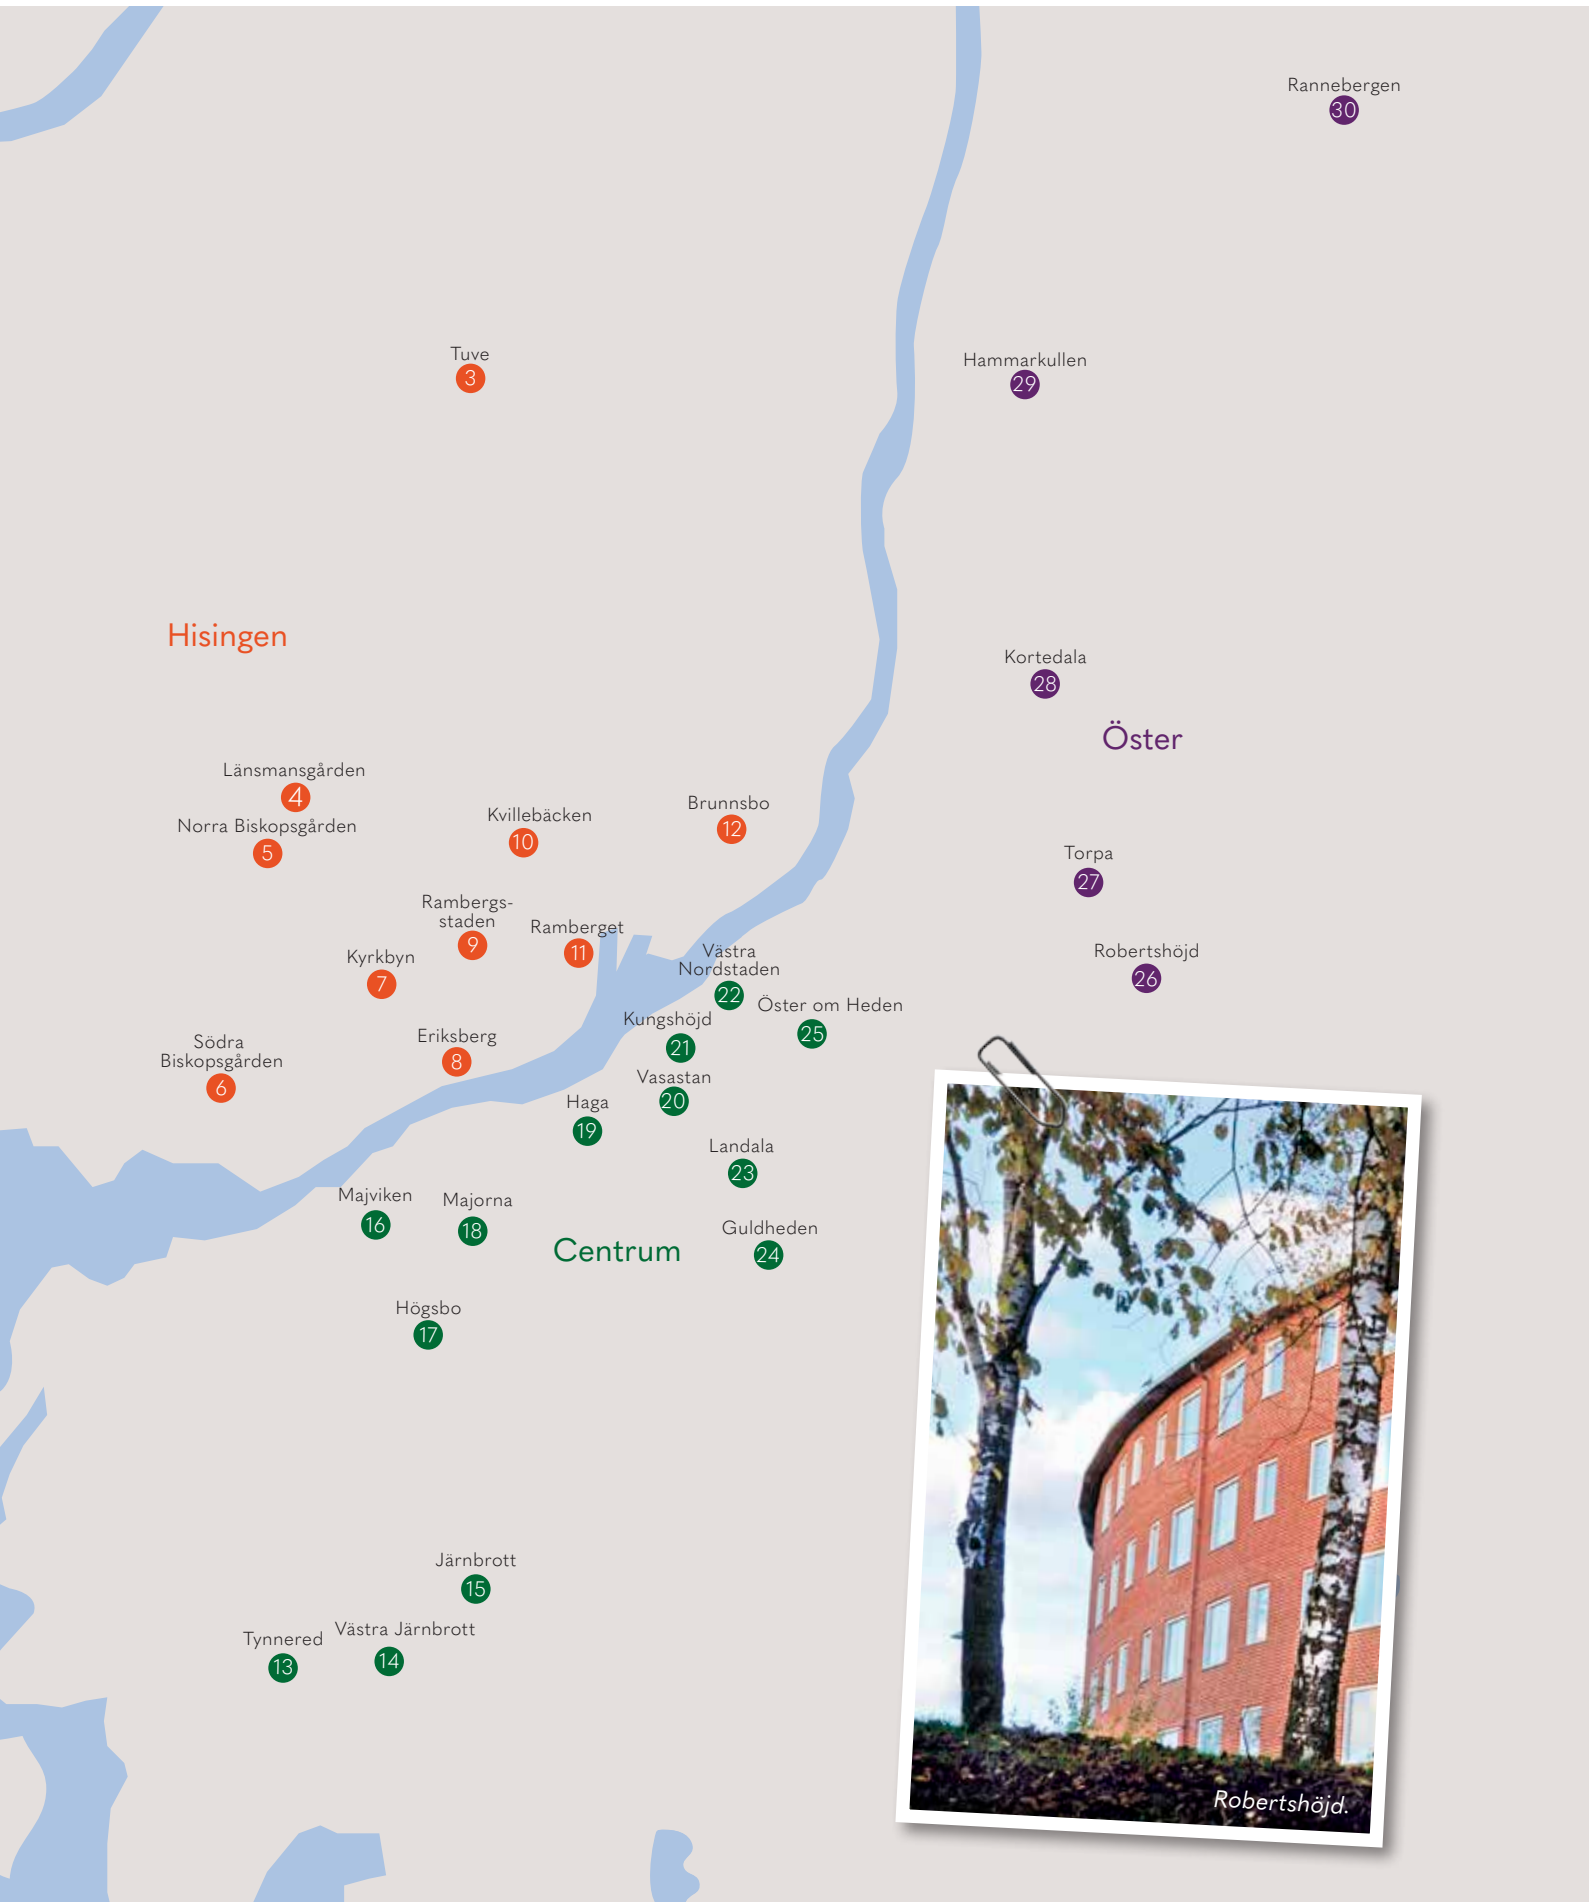 Rannebergen
30
Tuve
3
Hammarkullen
29
Hisingen
Kortedala
28
Öster
Länsmansgården
4
Norra Biskopsgården
5
Kvillebäcken
10
Brunnsbo
12
Torpa
27
Rambergs-
staden
9
Ramberget
11
Kyrkbyn
7
Västra
Nordstaden
22
Robertshöjd
26
Öster om Heden
25
Kungshöjd
21
Södra
Biskopsgården
6
Eriksberg
8
Vasastan
20
Haga
19
Landala
23
Majviken
16
Majorna
18
Guldheden
24
Centrum
Högsbo
17
Järnbrott
15
Västra Järnbrott
14
Tynnered
13
Robertshöjd.